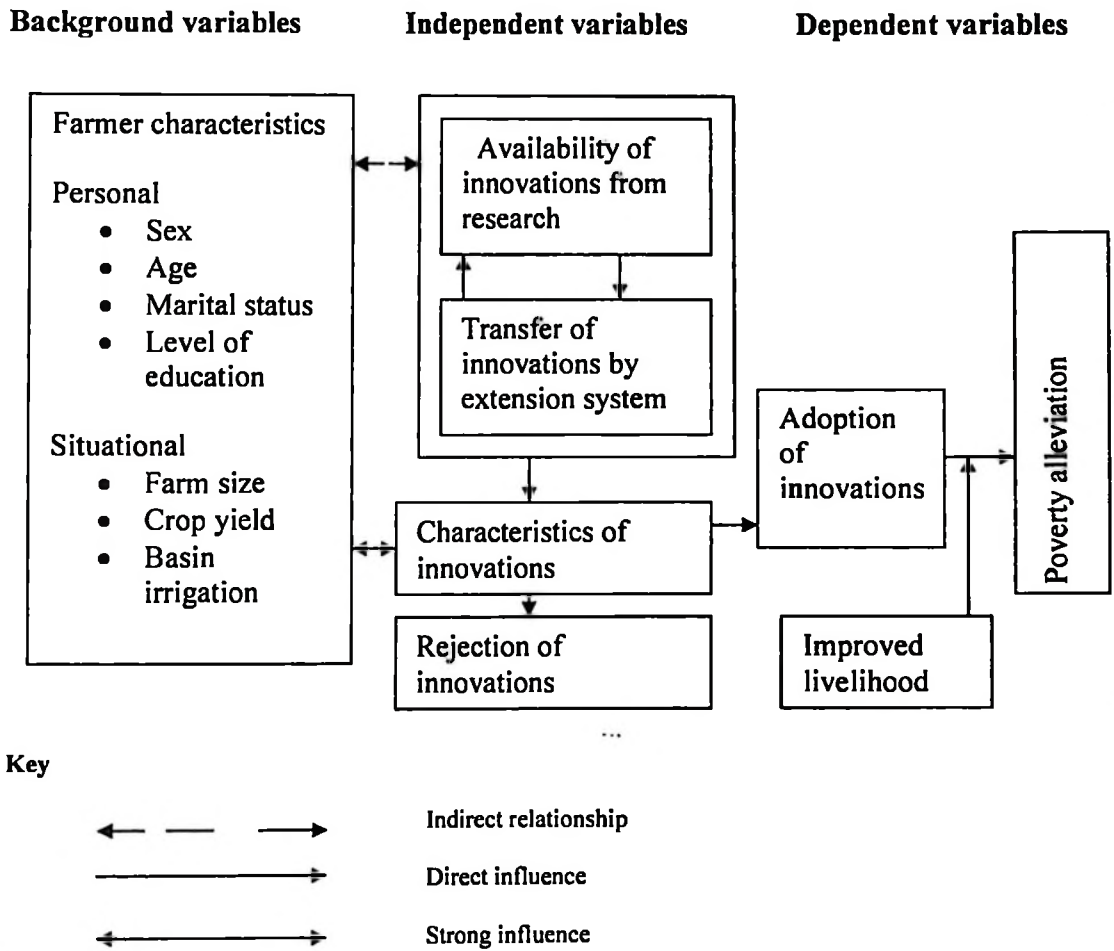 Background variables
Independent variables
Dependent variables
Farmer characteristics
Personal
• Sex
• Age
• Marital status
• Level of
education
Situational
• Farm size
• Crop yield
• Basin
irrigation
Availability of
innovations from
research
Transfer of
innovations by
extension system
Characteristics of
innovations
Rejection of
innovations
Adoption
of
innovations
Improved
livelihood
Poverty alleviation
...
Key
Indirect relationship
Direct influence
Strong influence